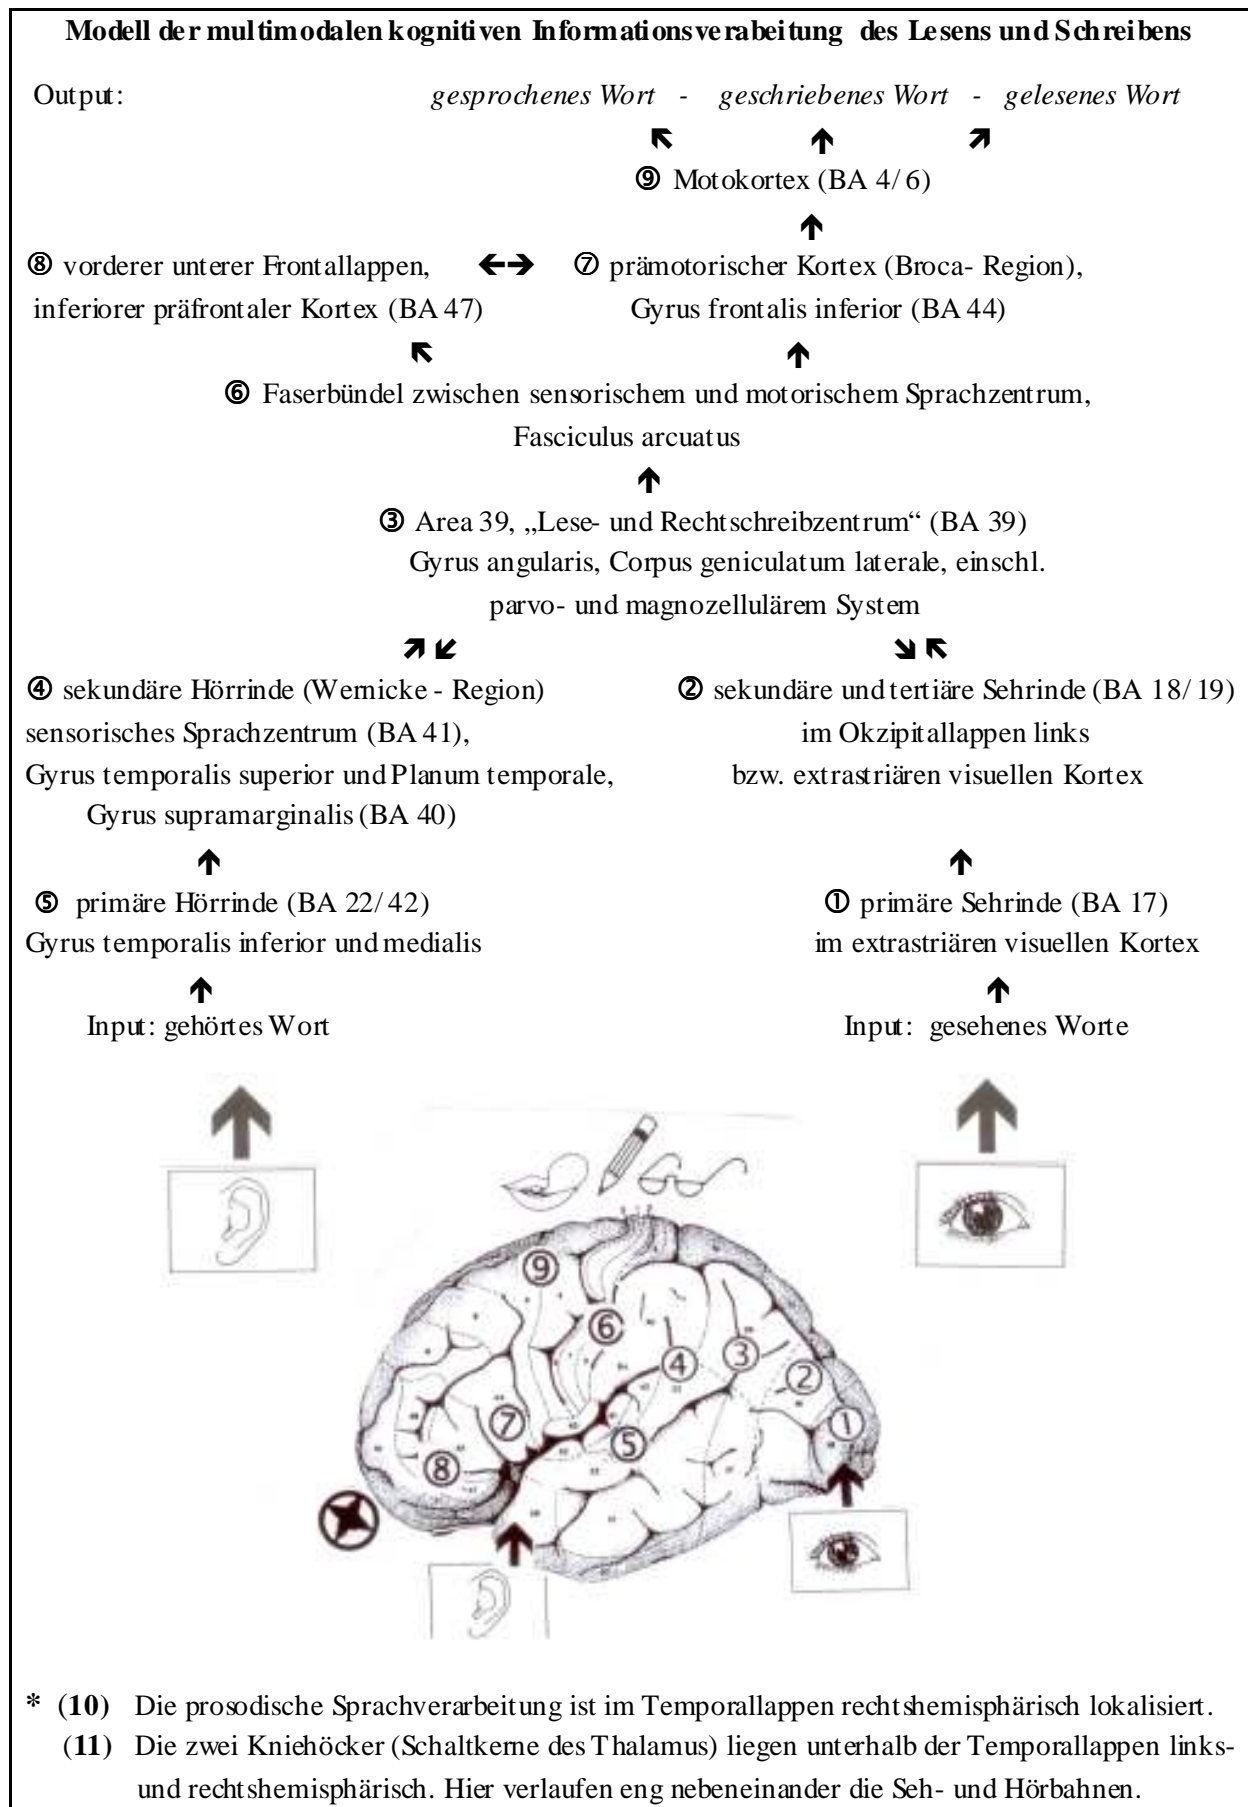 Modell der multimodalen kognitiven Informationsverabeitung des Lesens und Schreibens
Output: gesprochenes Wort - geschriebenes Wort - gelesenes Wort
⑨ Motokortex (BA 4/6)
⑧ vorderer unterer Frontallappen, ⑦ prämotorischer Kortex (Broca- Region),
inferiorer präfrontaler Kortex (BA 47) Gyrus frontalis inferior (BA 44)
⑥ Faserbündel zwischen sensorischem und motorischem Sprachzentrum,
Fasciculus arcuatus
③ Area 39, „Lese- und Rechtschreibzentrum“ (BA 39)
Gyrus angularis, Corpus geniculatum laterale, einschl.
parvo- und magnozellulärem System
④ sekundäre Hörrinde (Wernicke - Region) ② sekundäre und tertiäre Sehrinde (BA 18/19)
sensorisches Sprachzentrum (BA 41), im Okzipitallappen links
Gyrus temporalis superior und Planum temporale, bzw. extrastriären visuellen Kortex
Gyrus supramarginalis (BA 40)
⑤ primäre Hörrinde (BA 22/42) ① primäre Sehrinde (BA 17)
Gyrus temporalis inferior und medialis im extrastriären visuellen Kortex
Input: gehörtes Wort Input: gesehenes Worte
⑨
⑥
④ ③
②
⑦ ⑤ ①
⑧
* (10) Die prosodische Sprachverarbeitung ist im Temporallappen rechtshemisphärisch lokalisiert.
(11) Die zwei Kniehöcker (Schaltkerne des Thalamus) liegen unterhalb der Temporallappen links-
und rechtshemisphärisch. Hier verlaufen eng nebeneinander die Seh- und Hörbahnen.